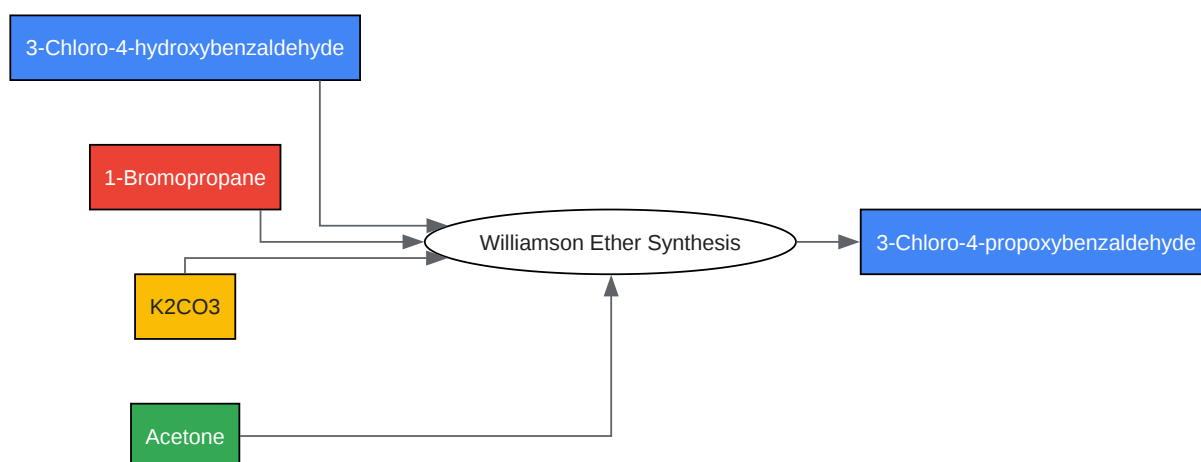 3-Chloro-4-hydroxybenzaldehyde
1-Bromopropane
Williamson Ether Synthesis
3-Chloro-4-propoxybenzaldehyde
K2CO3
Acetone